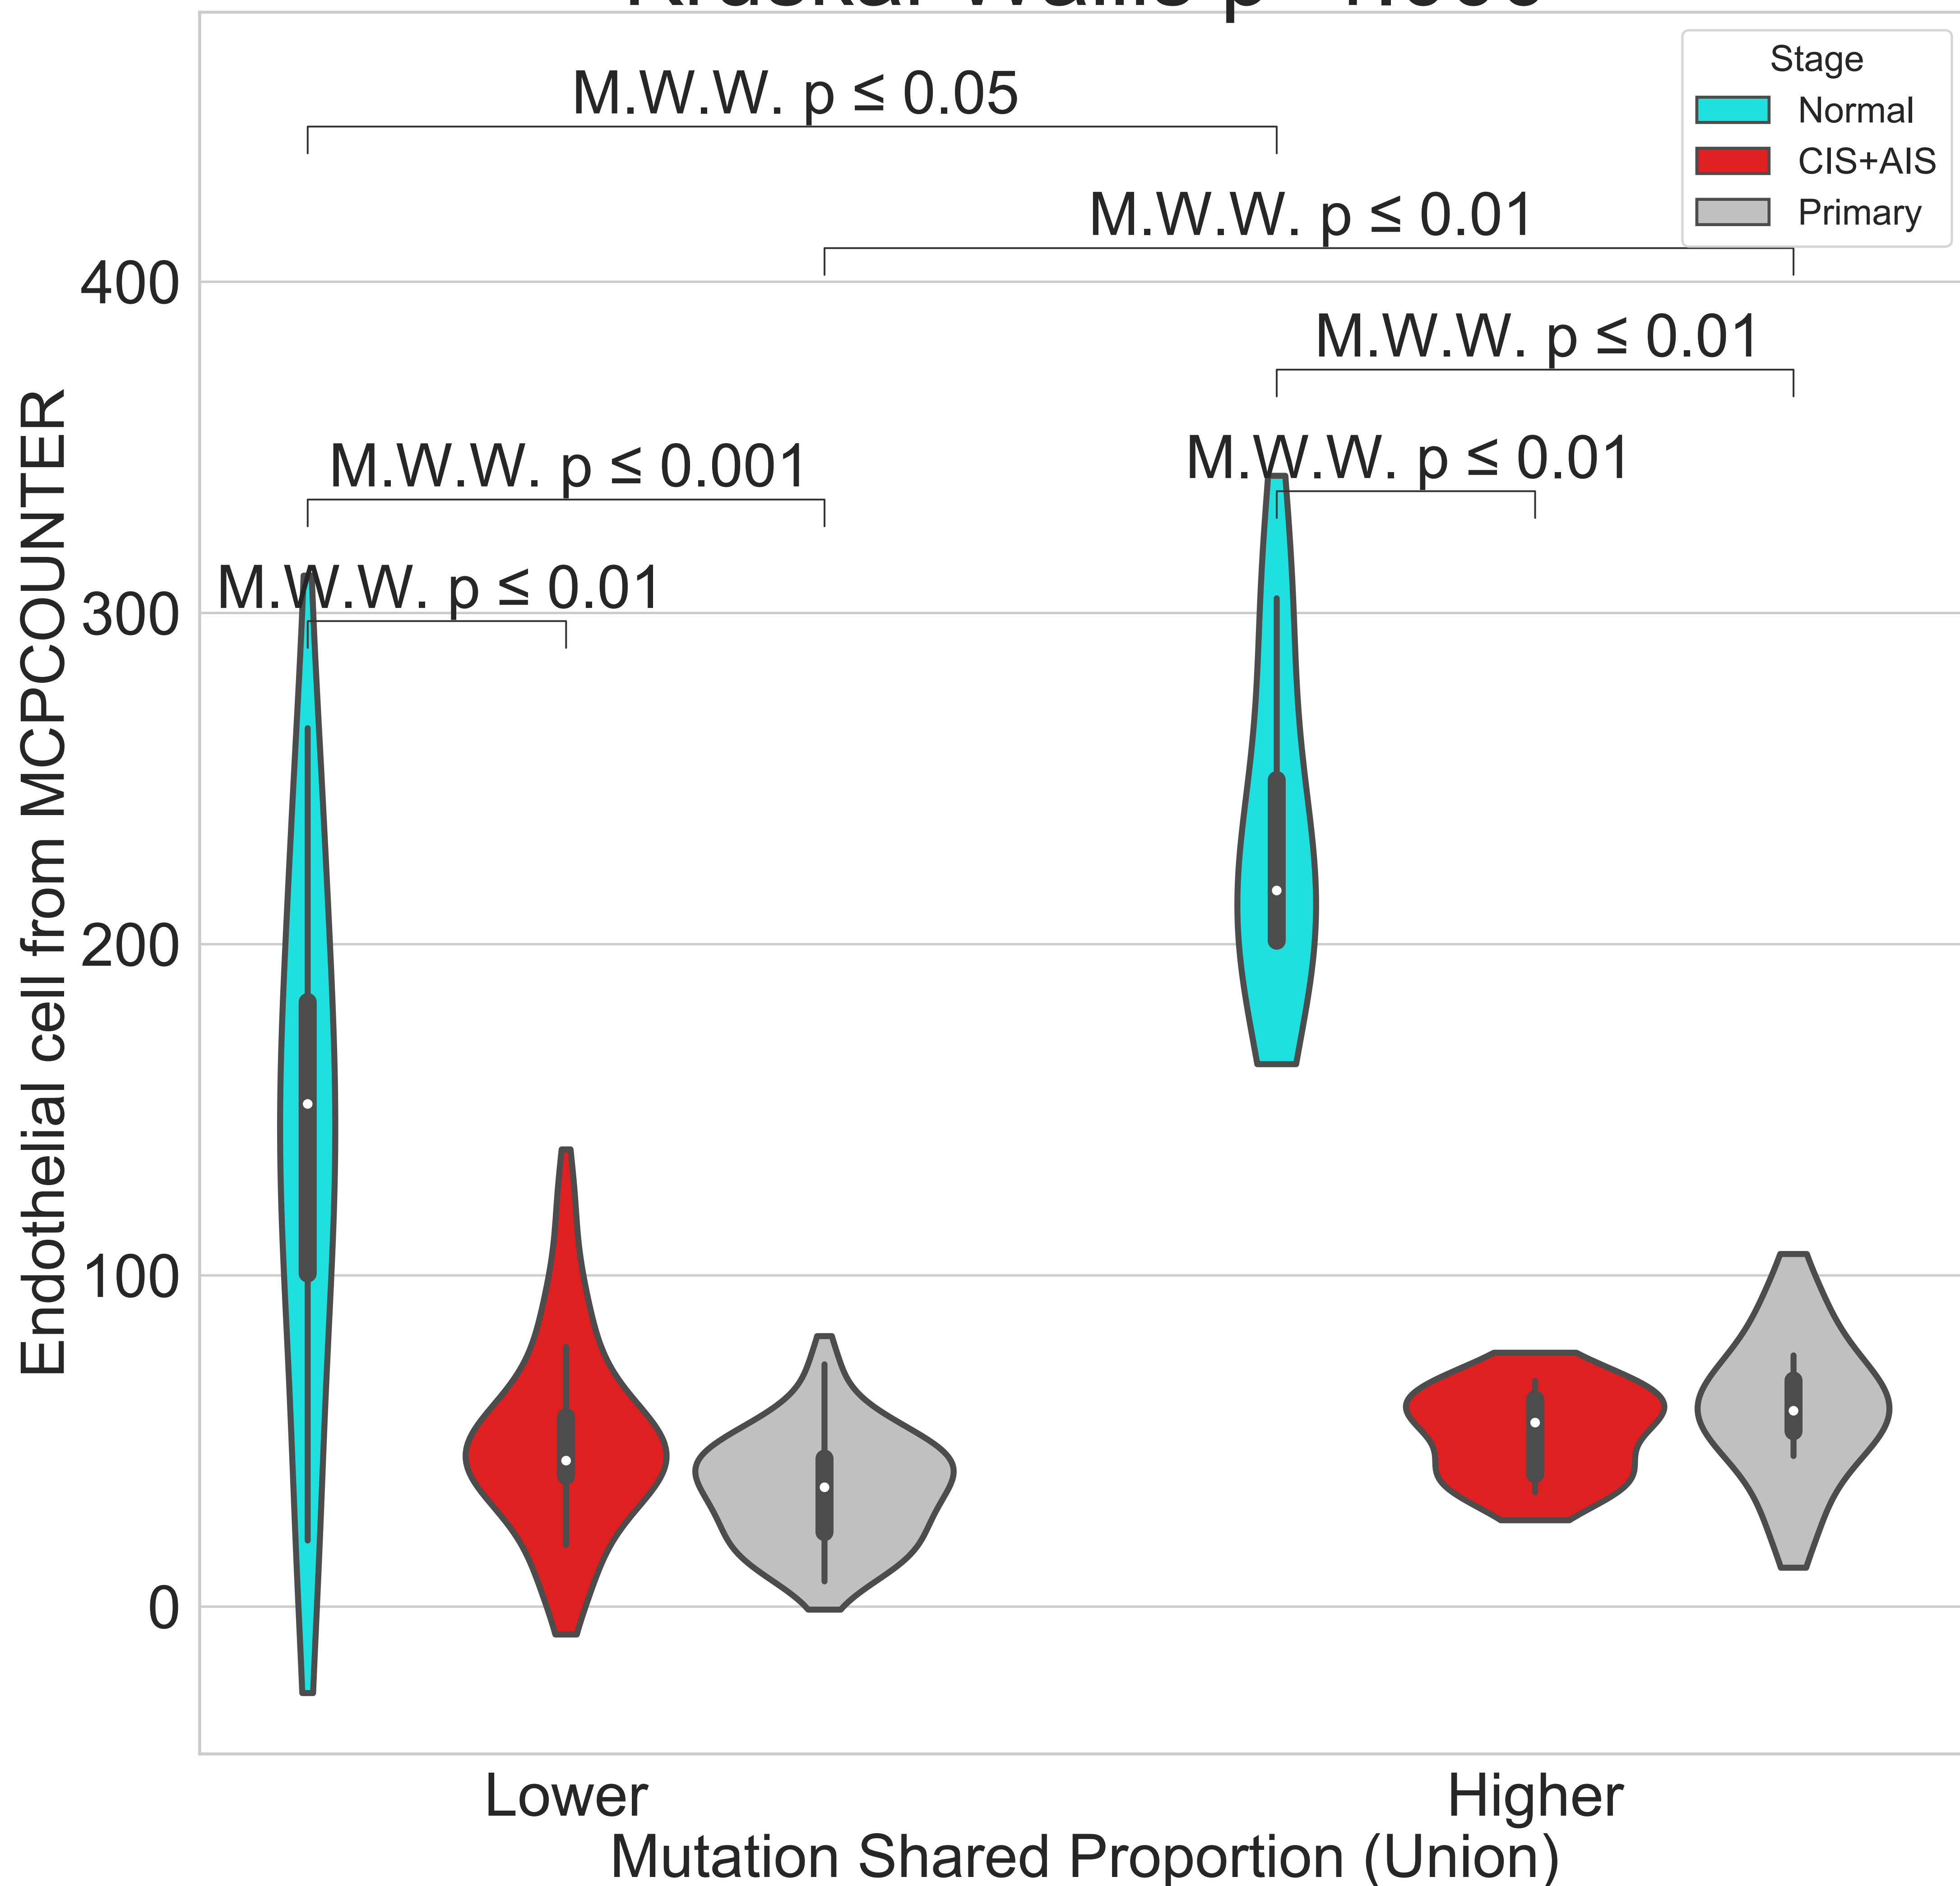 M.W.W. p ≤ 0.05
Stage
Normal
CIS+AIS
Primary
M.W.W. p ≤ 0.01
M.W.W. p ≤ 0.01
M.W.W. p ≤ 0.01
M.W.W. p ≤ 0.001
M.W.W. p ≤ 0.01
400
300
200
100
0
Endothelial cell from MCPCOUNTER
Lower
Higher
Mutation Shared Proportion (Union)